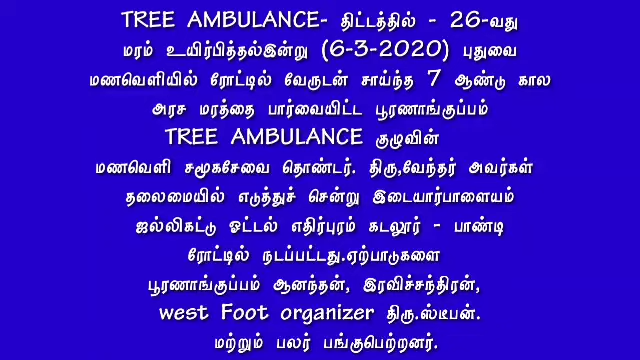 TREE AMBULANCE- திட்டத்தில் - 26-வது
மரம் உயிர்பித்தல்இன்று (6-3-2020) புதுவை
மணவெளியில் ரோட்டில் வேருடன் சாய்ந்த 7 ஆண்டு கால
அரச மரத்தை பார்வையிட்ட பூரணாங்குப்பம்
TREE AMBULANCE குழுவின்
மணவெளி சமூகசேவை தொண்டர். திரு,வேந்தர் அவர்கள்
தலைமையில் எடுத்துச் சென்று இடையார்பாளையம்
ஜல்லிகட்டு ஓட்டல் எதிர்புரம் கடலூர் - பாண்டி
ரோட்டில் நடப்பட்டது.ஏற்பாடுகளை
பூரணாங்குப்பம் ஆனந்தன், இரவிச்சந்திரன்,
west Foot organizer திரு.ஸ்டீபன்.
மற்றும் பலர் பங்குபெற்றனர்.